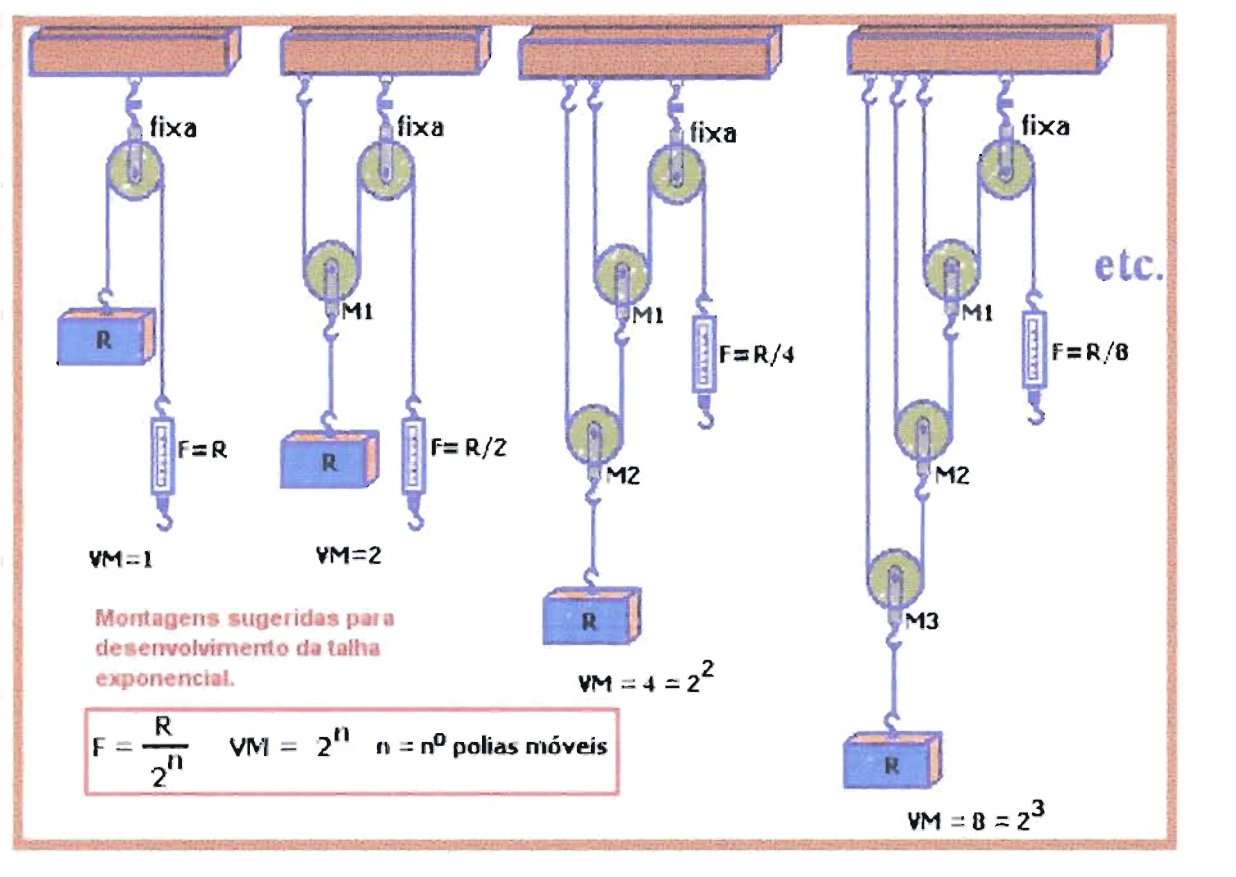 fixa
R
F=R
VM=1
fixa
M1
R
F=R/2
VM=2
fixa
M1
F=R/4
M2
R
VM = 4 = 2²
fixa
M1
F=R/8
M2
M3
R
VM = 8 = 2³
etc.
Montagens sugeridas para
desenvolvimento da talha
exponencial.
F = R/2ⁿ VM = 2ⁿ n = nº polias móveis